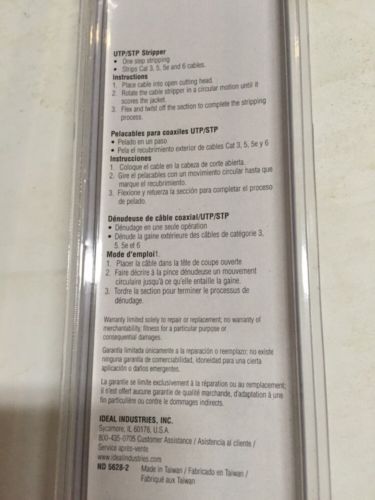 UTP/STP Stripper
• One step stripping
• Strips Cat 3, 5, 5e and 6 cables.
Instructions
1. Place cable into open cutting head.
2. Rotate the cable stripper in a circular motion until it
scores the jacket.
3. Flex and twist off the section to complete the stripping
process.
Pelacables para coaxiles UTP/STP
• Pelado en un paso
• Pela el recubrimiento exterior de cables Cat 3, 5, 5e y 6
Instrucciones
1. Coloque el cable en la cabeza de corte abierta.
2. Gire el pelacables con un movimiento circular hasta que
marque el recubrimiento.
3. Flexione y refuerza la sección para completar el proceso
de pelado.
Dénudeuse de câble coaxial/UTP/STP
• Dénudage en une seule opération
• Dénude la gaine extérieure des câbles de catégorie 3,
5, 5e et 6
Mode d'emploi1.
1. Placer la câble dans la tête de coupe ouverte
2. Faire décrire à la pince dénudeuse un mouvement
circulaire jusqu'à ce qu'elle entaille la gaine.
3. Tordre la section pour terminer le processus de
dénudage.
Warranty limited solely to repair or replacement; no warranty of
merchantability, fitness for a particular purpose or
consequential damages.
Garantía limitada únicamente a la reparación o reemplazo; no existe
ninguna garantía de comerciabilidad, idoneidad para una cierta
aplicación o daños emergentes.
La garantie se limite exclusivement à la réparation ou au remplacement;
il n'est offert aucune garantie de qualité marchande, d'adaptation à une
fin particulière ou contre le dommages indirects.
IDEAL INDUSTRIES, INC.
Sycamore, IL 60178, U.S.A
800-435-0705 Customer Assistance / Asistencia al cliente /
Service après-vente
www.idealindustries.com
ND 5628-2 Made in Taiwan / Fabricado en Taiwan /
Fabriqué aux Taiwan